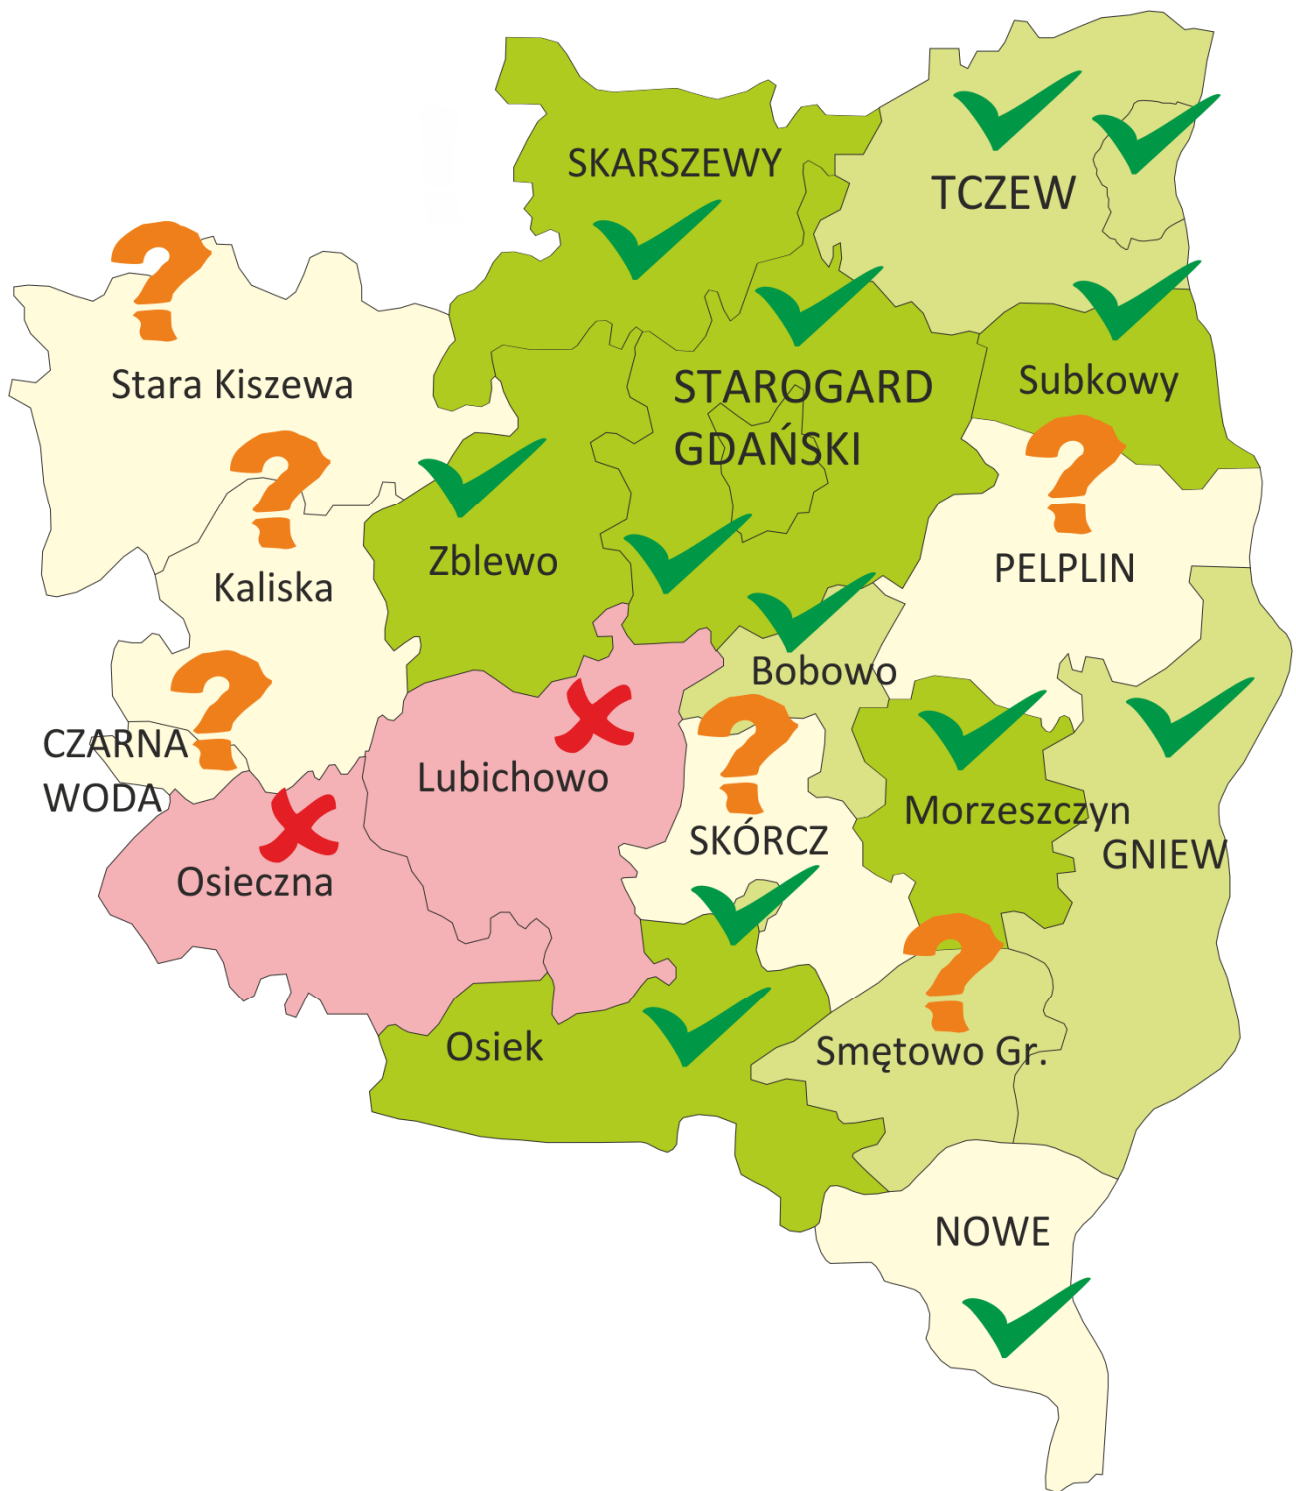 SKARSZEWY
TCZEW
Stara Kiszewa
STAROGARD
GDAŃSKI
Subkowy
Zblewo
Kaliska
PELPLIN
Bobowo
CZARNA
WODA
Lubichowo
Morzeszczyn
SKÓRCZ
GNIEW
Osieczna
Osiek
Smętowo Gr.
NOWE